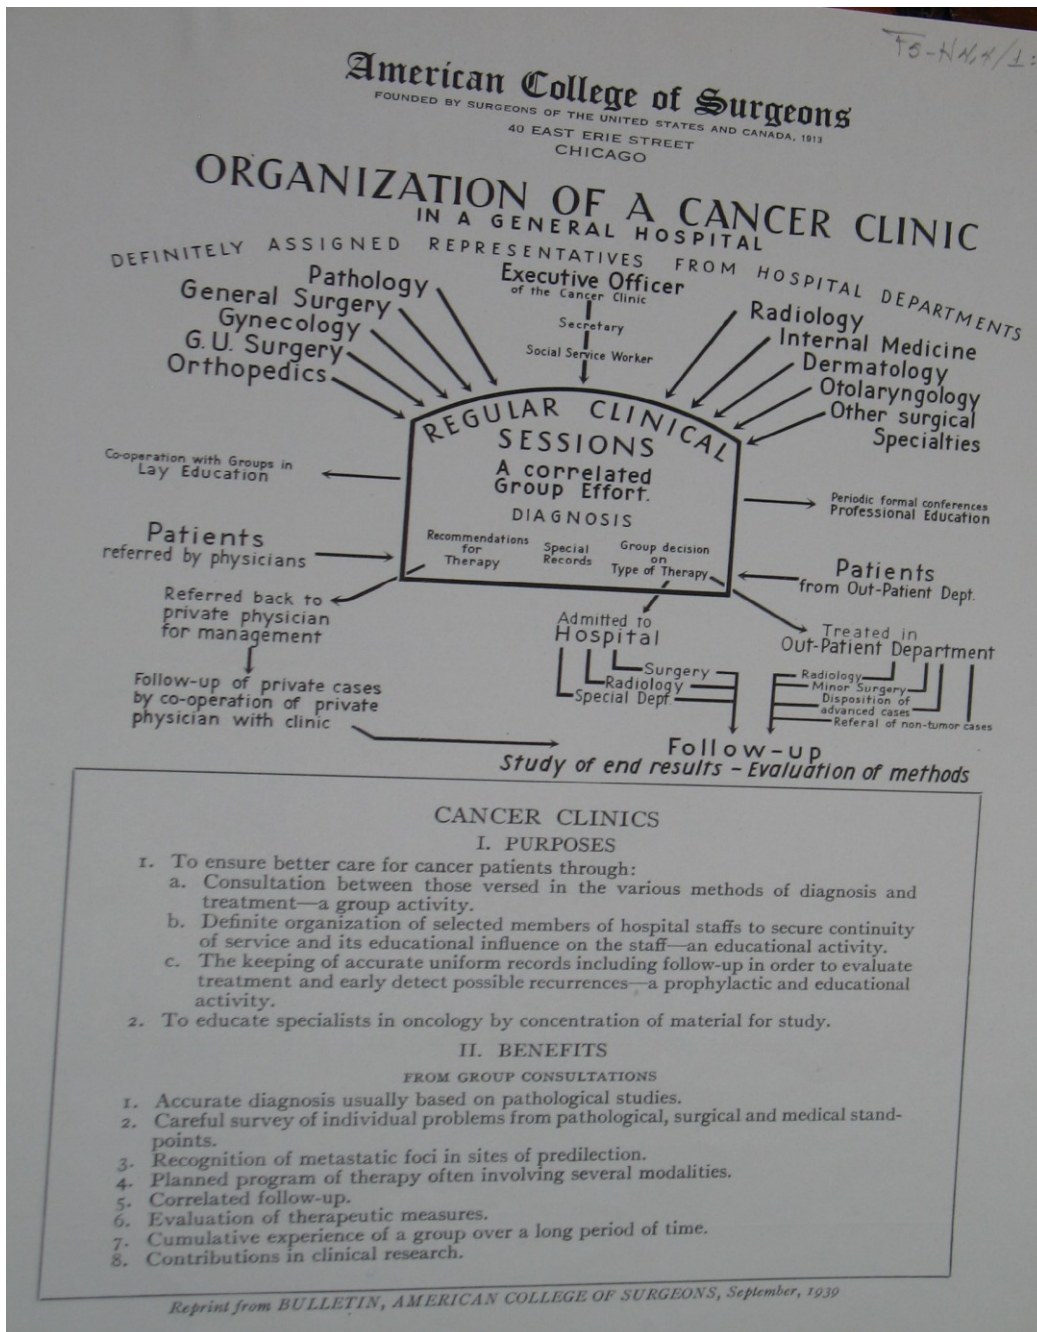 American College of Surgeons
FOUNDED BY SURGEONS OF THE UNITED STATES AND CANADA, 1913
40 EAST ERIE STREET
CHICAGO
ORGANIZATION OF A CANCER CLINIC
IN A GENERAL HOSPITAL
DEFINITELY ASSIGNED REPRESENTATIVES FROM HOSPITAL DEPARTMENTS
Pathology
General Surgery
Gynecology
G.U. Surgery
Orthopedics
Executive Officer
of the Cancer Clinic
Secretary
Social Service Worker
Radiology
Internal Medicine
Dermatology
Otolaryngology
Other surgical
Specialties
REGULAR CLINICAL
SESSIONS
A correlated
Group Effort.
DIAGNOSIS
Recommendations
for
Therapy
Special
Records
Group decision
on
Type of Therapy
Co-operation with Groups in
Lay Education
Patients
referred by physicians
Referred back to
private physician
for management
Follow-up of private cases
by co-operation of private
physician with clinic
Periodic formal conferences
Professional Education
Patients
from Out-Patient Dept.
Admitted to
Hospital
Surgery
Radiology
Special Dept.
Treated in
Out-Patient Department
Radiology
Minor Surgery
Disposition of
advanced cases
Referal of non-tumor cases
Follow-up
Study of end results – Evaluation of methods
CANCER CLINICS
I. PURPOSES
1. To ensure better care for cancer patients through:
a. Consultation between those versed in the various methods of diagnosis and
treatment—a group activity.
b. Definite organization of selected members of hospital staffs to secure continuity
of service and its educational influence on the staff—an educational activity.
c. The keeping of accurate uniform records including follow-up in order to evaluate
treatment and early detect possible recurrences—a prophylactic and educational
activity.
2. To educate specialists in oncology by concentration of material for study.
II. BENEFITS
FROM GROUP CONSULTATIONS
1. Accurate diagnosis usually based on pathological studies.
2. Careful survey of individual problems from pathological, surgical and medical stand-
points.
3. Recognition of metastatic foci in sites of predilection.
4. Planned program of therapy often involving several modalities.
5. Correlated follow-up.
6. Evaluation of therapeutic measures.
7. Cumulative experience of a group over a long period of time.
8. Contributions in clinical research.
Reprint from BULLETIN, AMERICAN COLLEGE OF SURGEONS, September, 1939